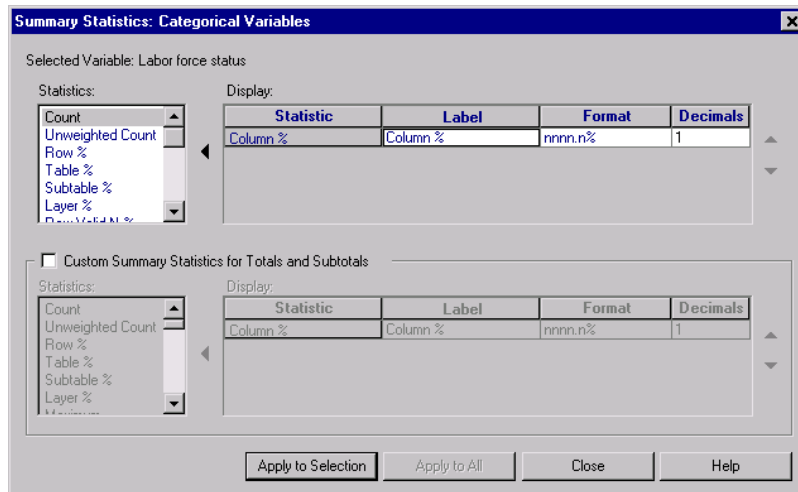 Summary Statistics: Categorical Variables
Selected Variable: Labor force status
Statistics:
Display:
Count
Unweighted Count
Row %
Table %
Subtable %
Layer %
Row Valid N %
Statistic Label Format Decimals
Column % Column % nnnn.n% 1
Custom Summary Statistics for Totals and Subtotals
Statistics:
Display:
Count
Unweighted Count
Row %
Table %
Subtable %
Layer %
Maximum
Statistic Label Format Decimals
Column % Column % nnnn.n% 1
Apply to Selection Apply to All Close Help